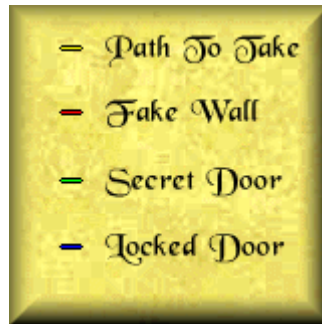 Path To Take
Fake Wall
Secret Door
Locked Door